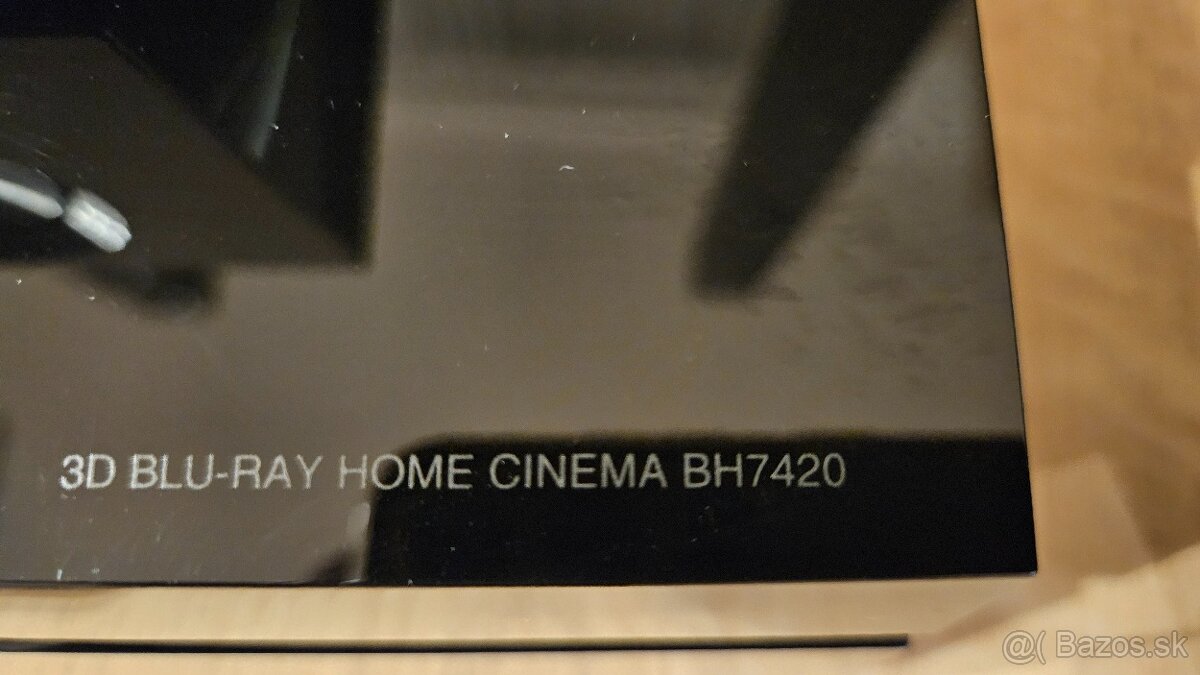 3D BLU-RAY HOME CINEMA BH7420
@( Bazos.sk